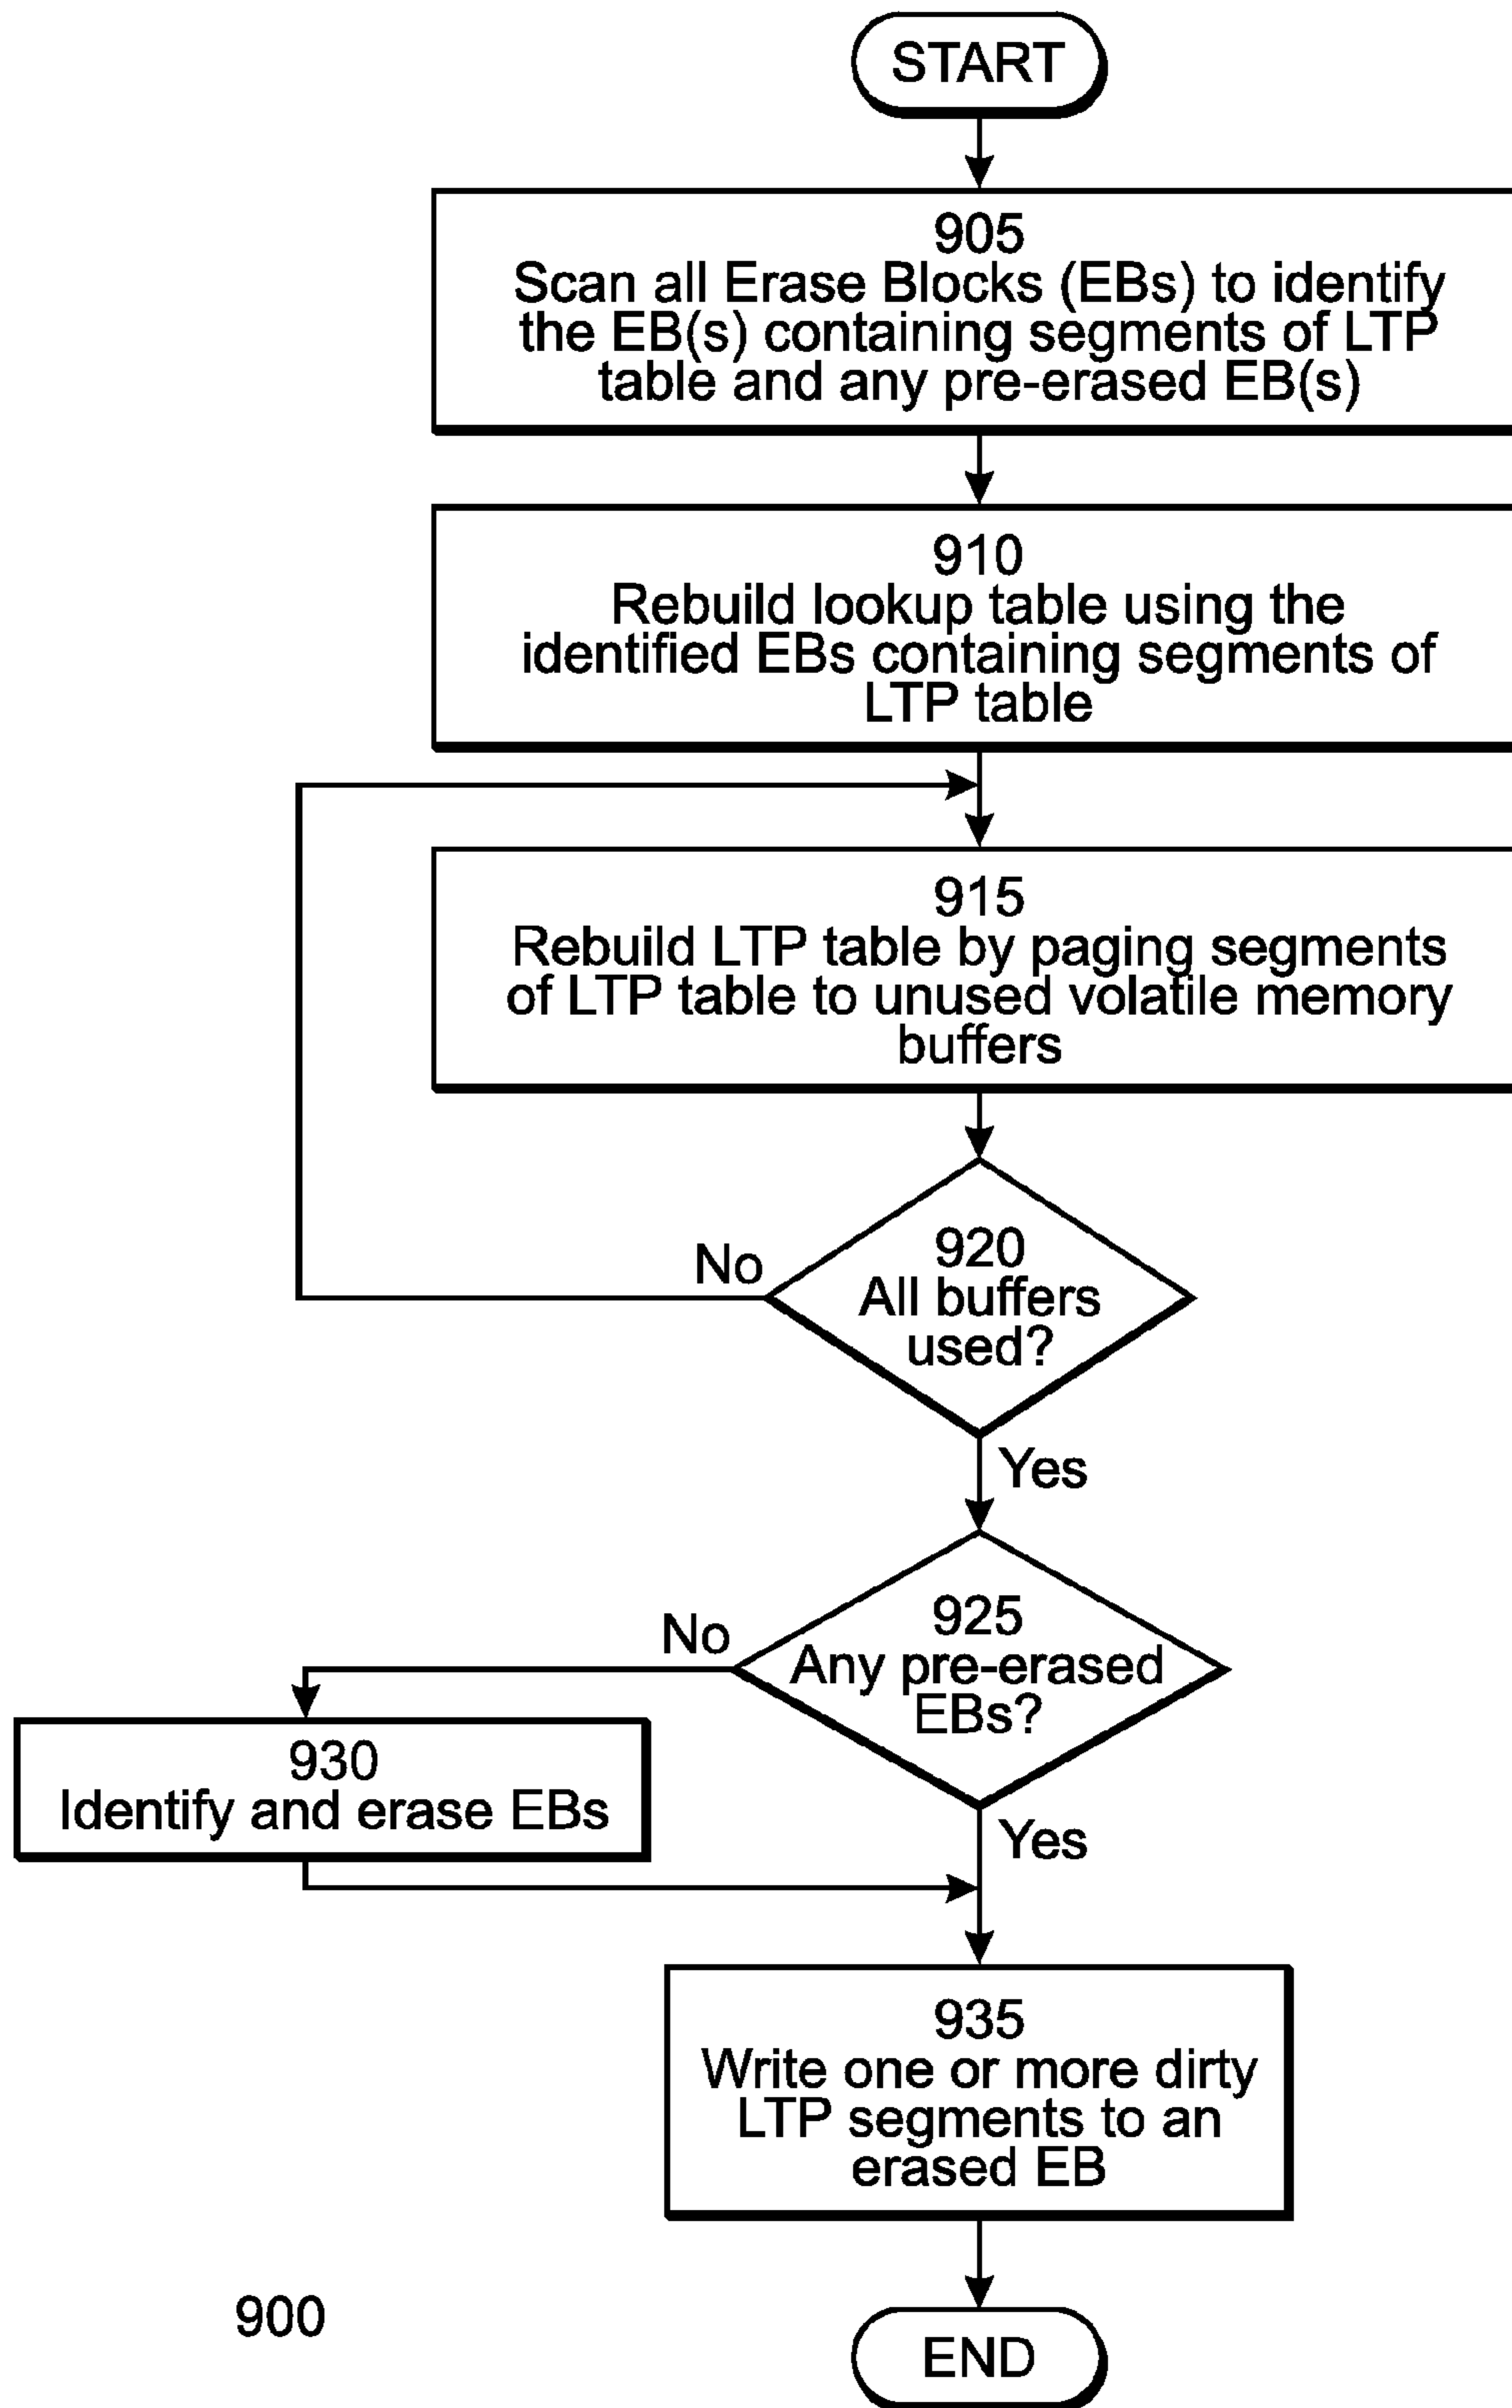 START
905
Scan all Erase Blocks (EBs) to identify
the EB(s) containing segments of LTP
table and any pre-erased EB(s)
910
Rebuild lookup table using the
identified EBs containing segments of
LTP table
915
Rebuild LTP table by paging segments
of LTP table to unused volatile memory
buffers
920
All buffers
used?
No
Yes
925
Any pre-erased
EBs?
No
Yes
930
Identify and erase EBs
935
Write one or more dirty
LTP segments to an
erased EB
900
END